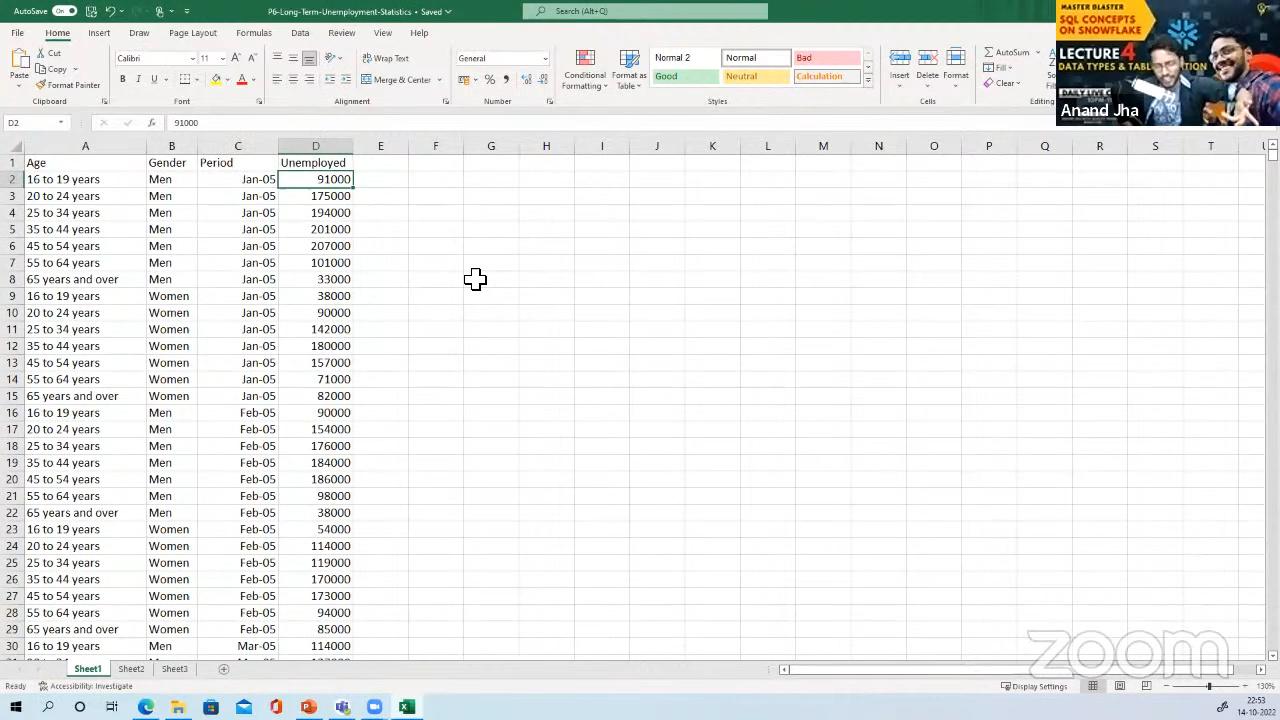 AutoSave On P6-Long-Term-Unemployment-Statistics • Saved Search (Alt+Q)
File Home Insert Draw Page Layout Formulas Data Review View Help
Paste
Cut
Copy
Format Painter
Clipboard
Calibri 11
B I U
Font
Wrap Text
Merge & Center
Alignment
General
Number
Conditional Formatting
Format as Table
Normal 2 Normal Bad
Good Neutral Calculation
Styles
Insert Delete Format
Cells
AutoSum
Fill
Clear
Editing
MASTER BLASTER
SQL CONCEPTS
ON SNOWFLAKE
LECTURE 4
DATA TYPES &
Anand Jha
D2 fx 91000
A B C D E F G H I J K L M N O P Q R S T U
1 Age Gender Period Unemployed
2 16 to 19 years Men Jan-05 91000
3 20 to 24 years Men Jan-05 175000
4 25 to 34 years Men Jan-05 194000
5 35 to 44 years Men Jan-05 201000
6 45 to 54 years Men Jan-05 207000
7 55 to 64 years Men Jan-05 101000
8 65 years and over Men Jan-05 33000
9 16 to 19 years Women Jan-05 38000
10 20 to 24 years Women Jan-05 90000
11 25 to 34 years Women Jan-05 142000
12 35 to 44 years Women Jan-05 180000
13 45 to 54 years Women Jan-05 157000
14 55 to 64 years Women Jan-05 71000
15 65 years and over Women Jan-05 82000
16 16 to 19 years Men Feb-05 90000
17 20 to 24 years Men Feb-05 154000
18 25 to 34 years Men Feb-05 176000
19 35 to 44 years Men Feb-05 184000
20 45 to 54 years Men Feb-05 186000
21 55 to 64 years Men Feb-05 98000
22 65 years and over Men Feb-05 38000
23 16 to 19 years Women Feb-05 54000
24 20 to 24 years Women Feb-05 114000
25 25 to 34 years Women Feb-05 119000
26 35 to 44 years Women Feb-05 170000
27 45 to 54 years Women Feb-05 173000
28 55 to 64 years Women Feb-05 94000
29 65 years and over Women Feb-05 85000
30 16 to 19 years Men Mar-05 114000
zoom
Sheet1 Sheet2 Sheet3
Ready Accessibility: Investigate Display Settings 130%
22:53
14-10-2022